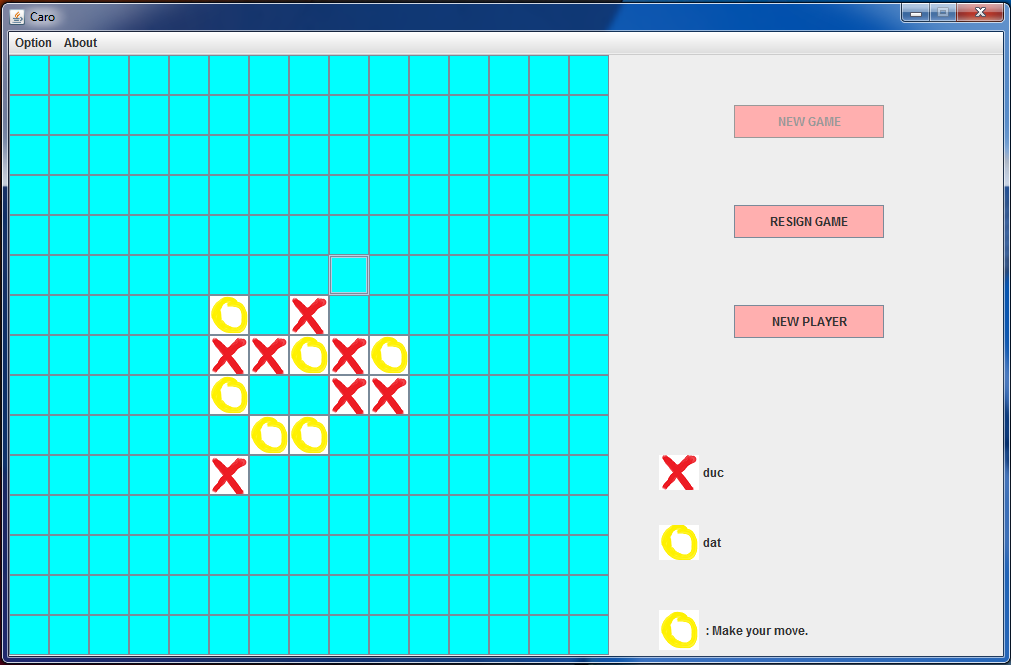 Caro
Option About
NEW GAME
RESIGN GAME
NEW PLAYER
duc
dat
: Make your move.